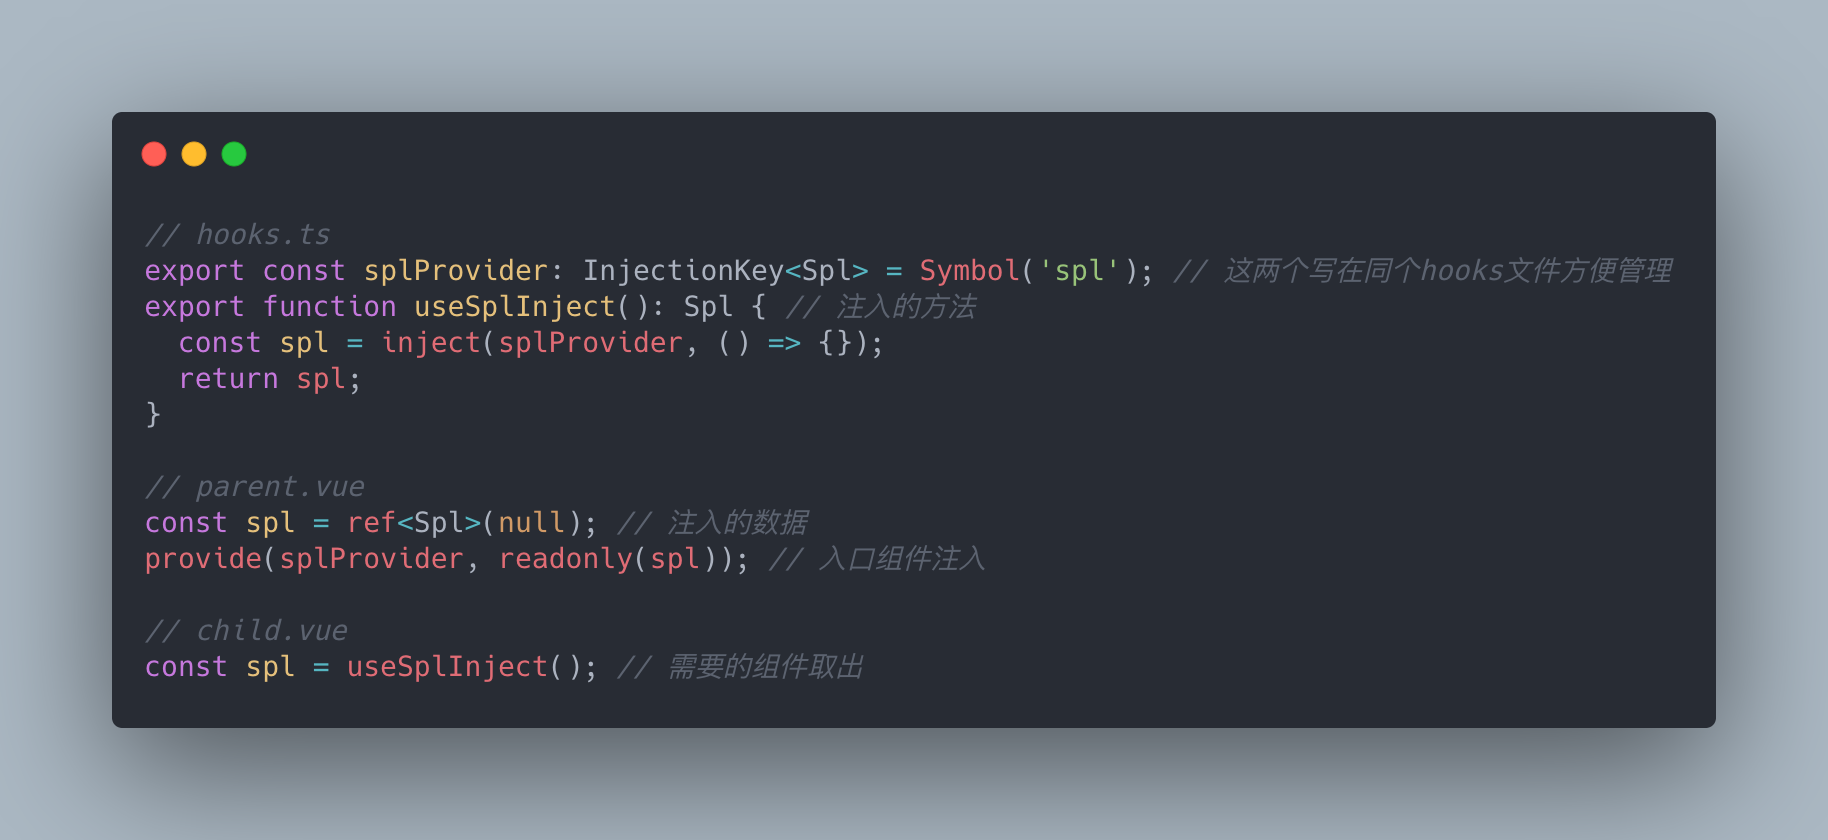 // hooks.ts
export const splProvider: InjectionKey<Spl> = Symbol('spl'); // 这两个写在同个hooks文件方便管理
export function useSplInject(): Spl { // 注入的方法
  const spl = inject(splProvider, () => {});
  return spl;
}
// parent.vue
const spl = ref<Spl>(null); // 注入的数据
provide(splProvider, readonly(spl)); // 入口组件注入
// child.vue
const spl = useSplInject(); // 需要的组件取出